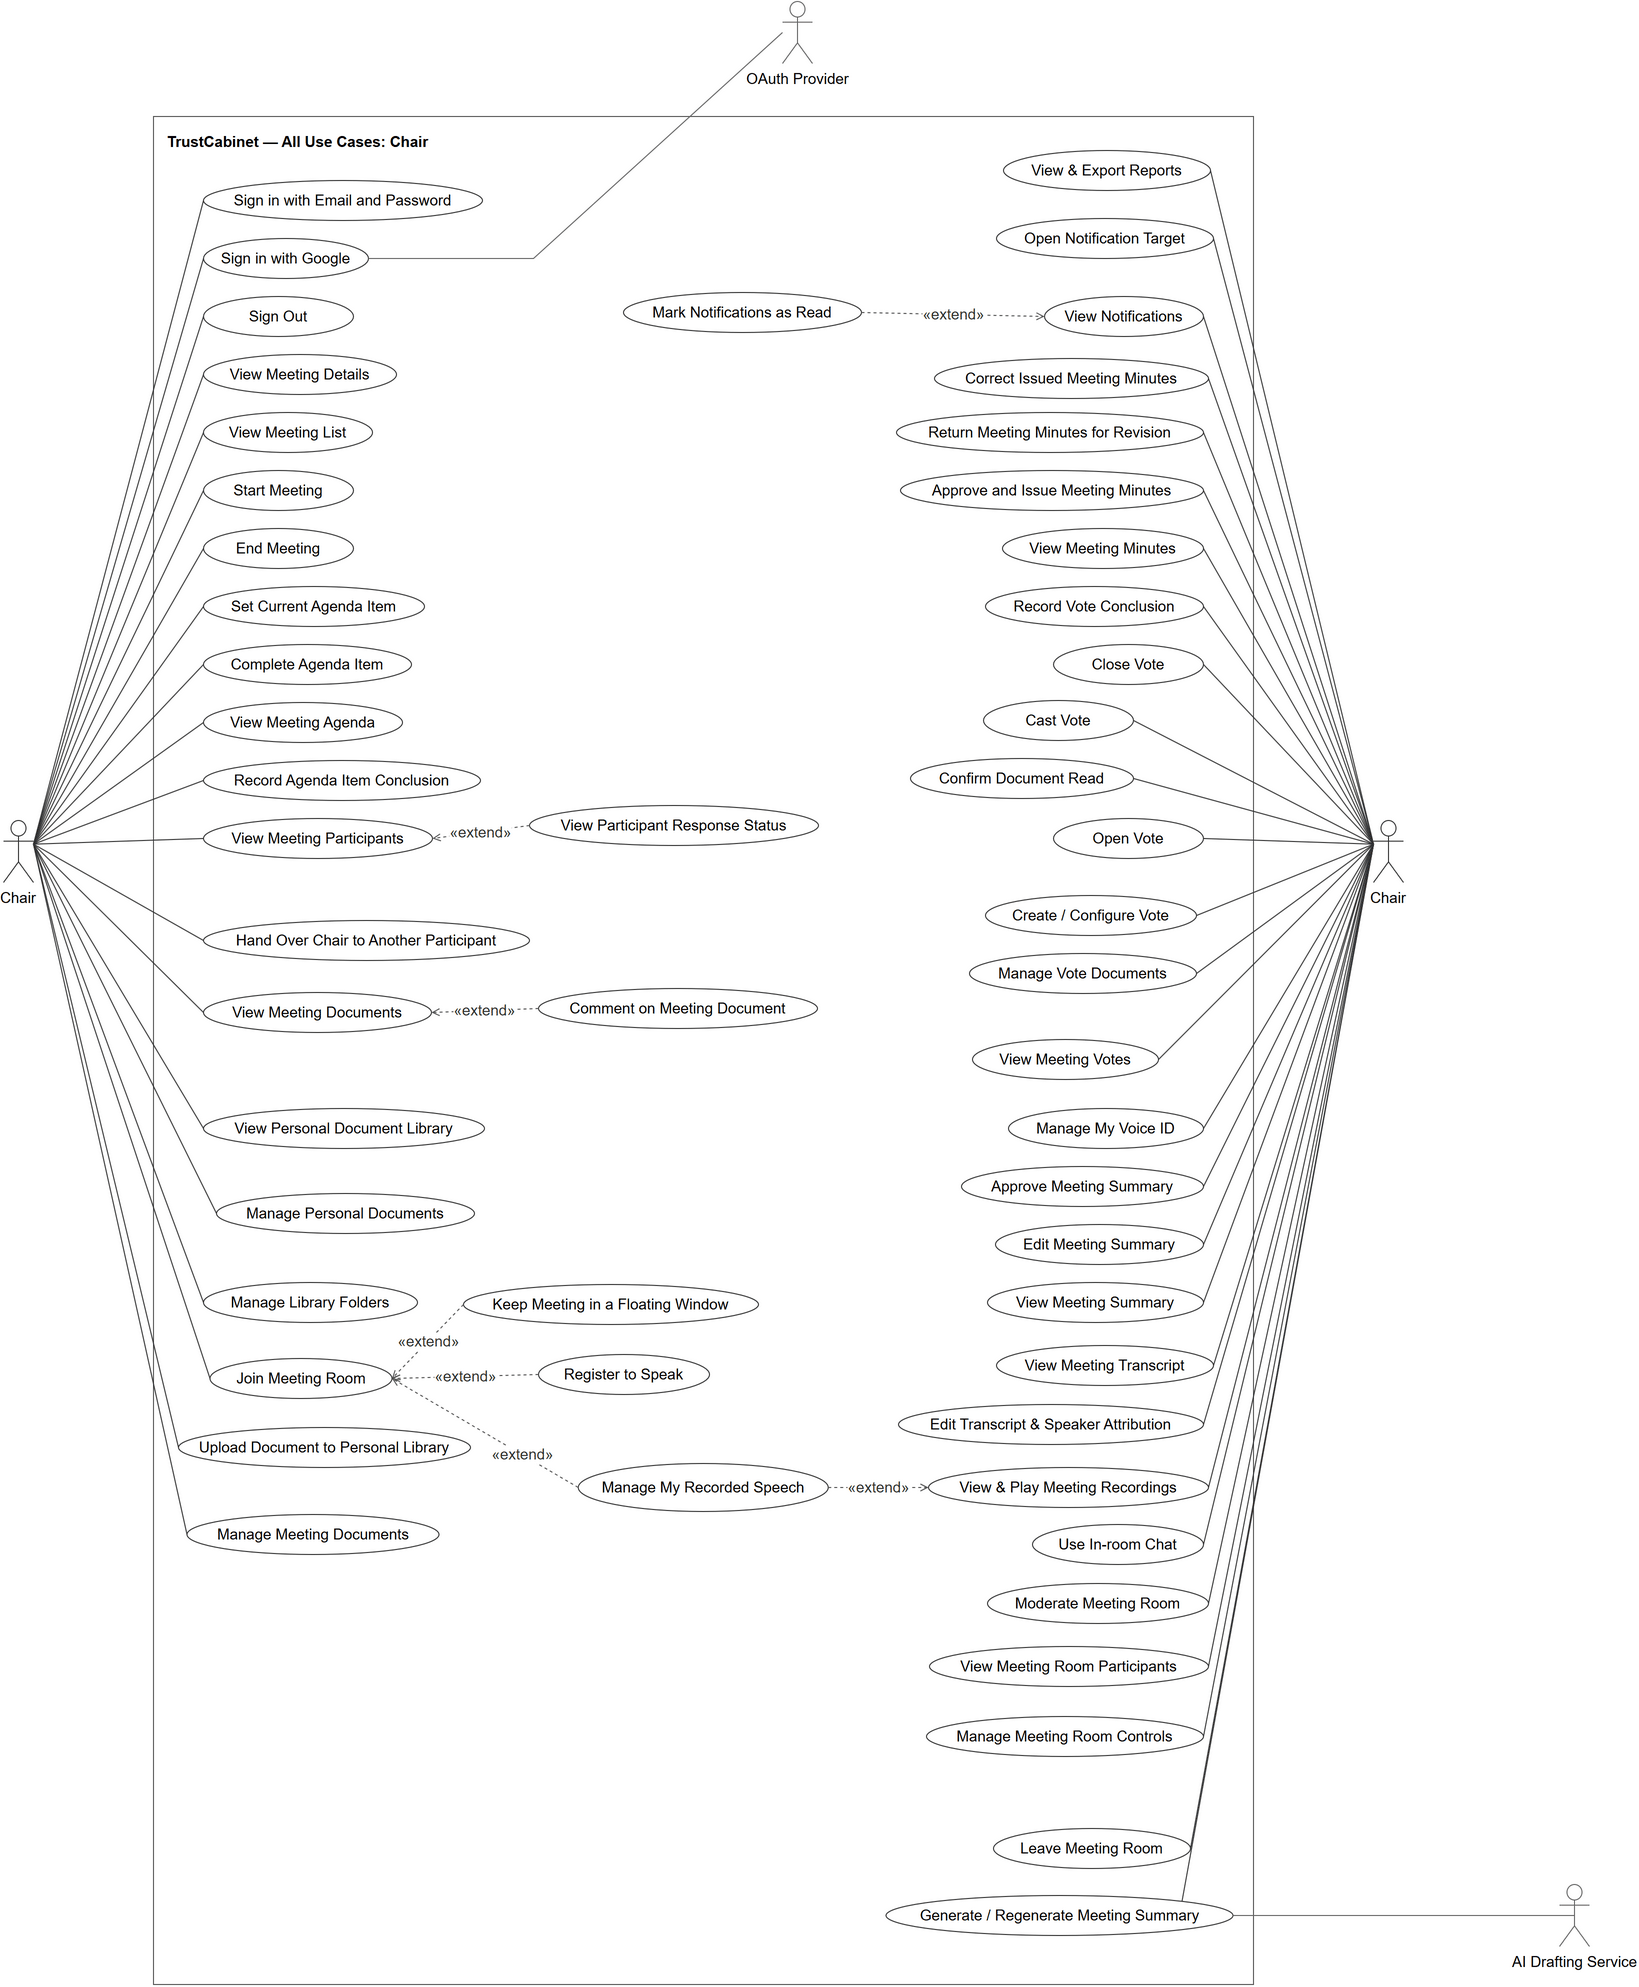 OAuth Provider
TrustCabinet — All Use Cases: Chair
Sign in with Email and Password
Sign in with Google
Sign Out
View Meeting Details
View Meeting List
Start Meeting
End Meeting
Set Current Agenda Item
Complete Agenda Item
View Meeting Agenda
Record Agenda Item Conclusion
View Meeting Participants
«extend»
View Participant Response Status
Chair
Hand Over Chair to Another Participant
View Meeting Documents
«extend»
Comment on Meeting Document
View Personal Document Library
Manage Personal Documents
Manage Library Folders
Keep Meeting in a Floating Window
«extend»
Join Meeting Room
«extend»
Register to Speak
Upload Document to Personal Library
«extend»
Manage My Recorded Speech
«extend»
Manage Meeting Documents
View & Export Reports
Open Notification Target
Mark Notifications as Read
«extend»
View Notifications
Correct Issued Meeting Minutes
Return Meeting Minutes for Revision
Approve and Issue Meeting Minutes
View Meeting Minutes
Record Vote Conclusion
Close Vote
Cast Vote
Confirm Document Read
Open Vote
Chair
Create / Configure Vote
Manage Vote Documents
View Meeting Votes
Manage My Voice ID
Approve Meeting Summary
Edit Meeting Summary
View Meeting Summary
View Meeting Transcript
Edit Transcript & Speaker Attribution
View & Play Meeting Recordings
Use In-room Chat
Moderate Meeting Room
View Meeting Room Participants
Manage Meeting Room Controls
Leave Meeting Room
Generate / Regenerate Meeting Summary
AI Drafting Service